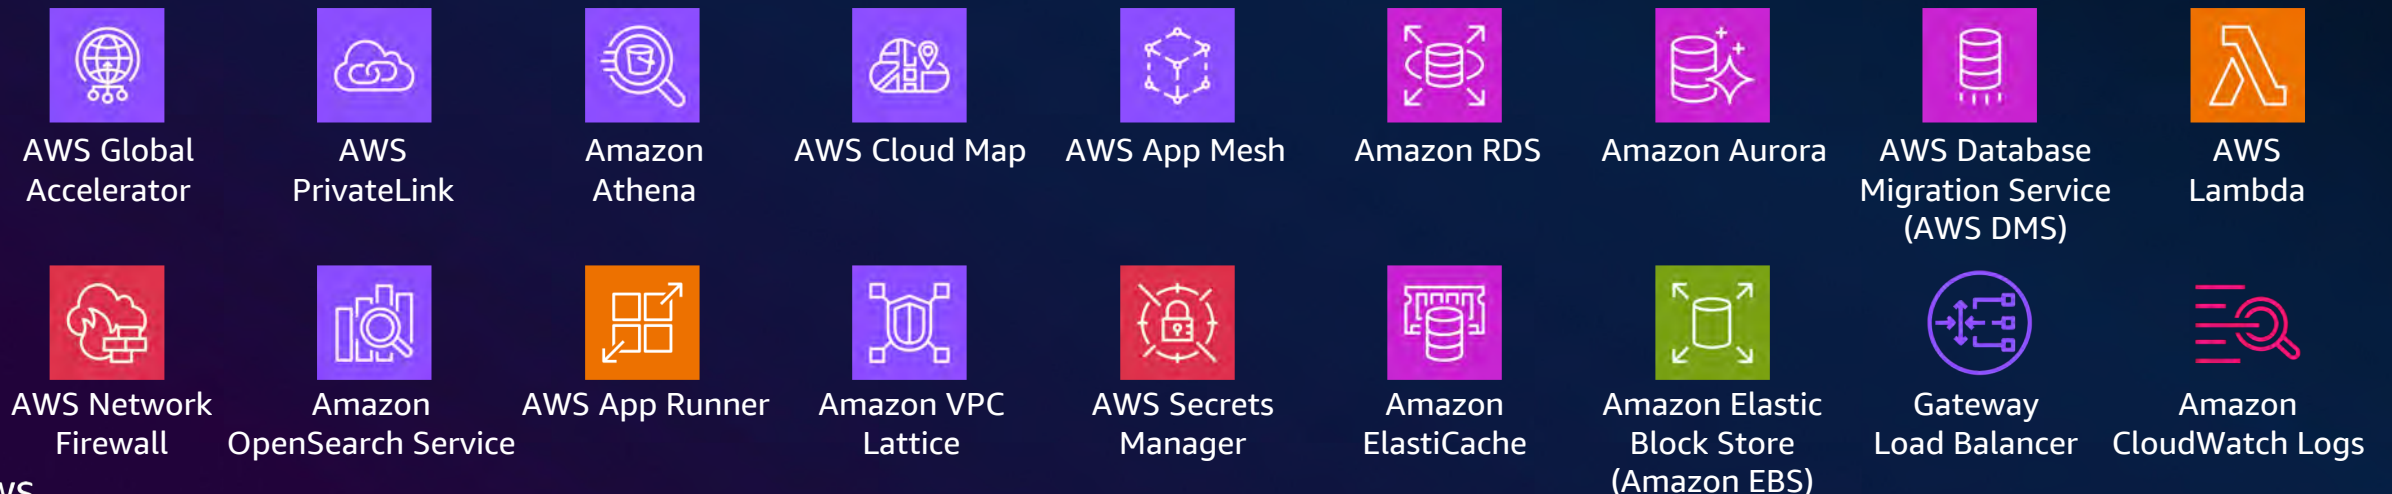 AWS Global
Accelerator
AWS
PrivateLink
Amazon
Athena
AWS Cloud Map
AWS App Mesh
Amazon RDS
Amazon Aurora
AWS Database
Migration Service
(AWS DMS)
AWS
Lambda
AWS Network
Firewall
Amazon
OpenSearch Service
AWS App Runner
Amazon VPC
Lattice
AWS Secrets
Manager
Amazon
ElastiCache
Amazon Elastic
Block Store
(Amazon EBS)
Gateway
Load Balancer
Amazon
CloudWatch Logs